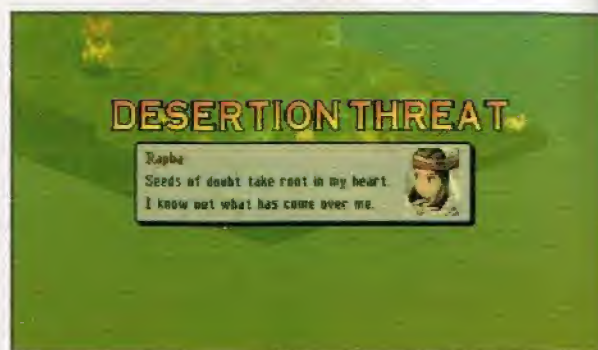 DESERTION THREAT
Rapha
Seeds of doubt take root in my heart.
I know not what has come over me.